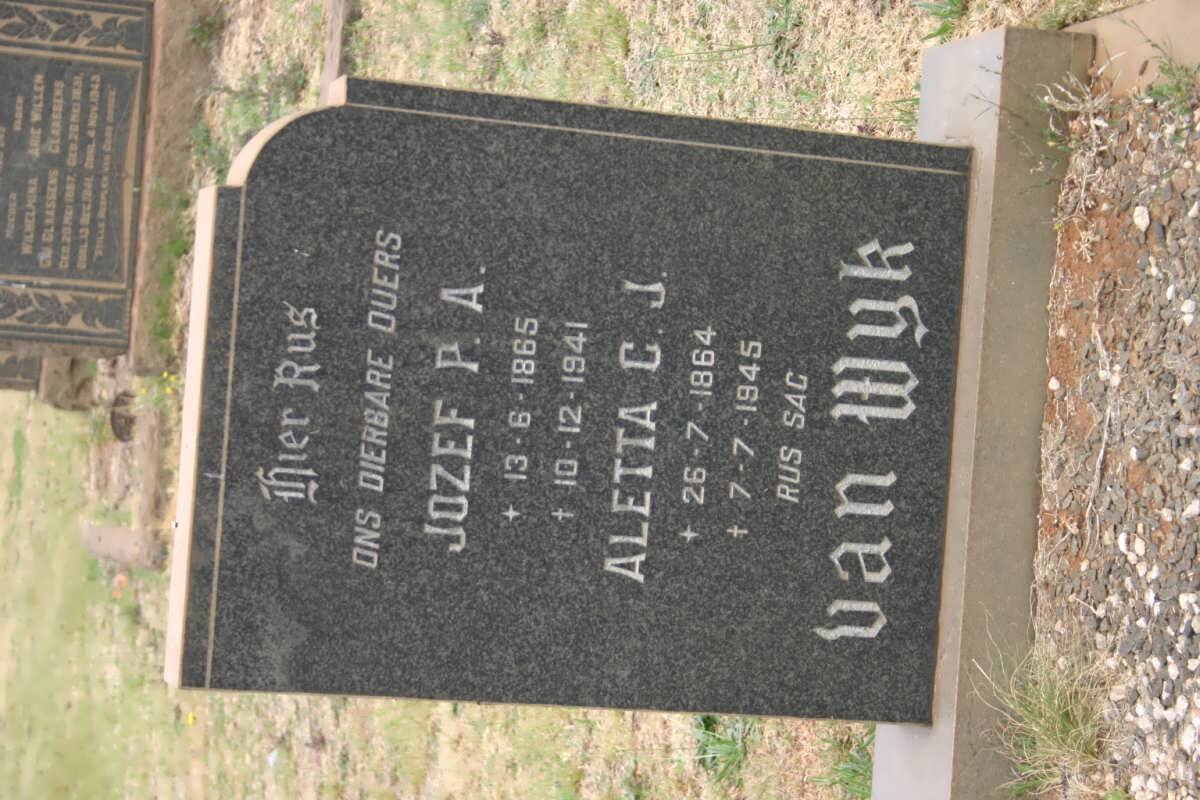 Hier Rus
ONS DIERBARE OUERS
JOZEF P. A.
✶ 13-6-1865
† 10-12-1941
ALETTA C. J.
✶ 26-7-1864
† 7-7-1945
RUS SAG
van Wyk